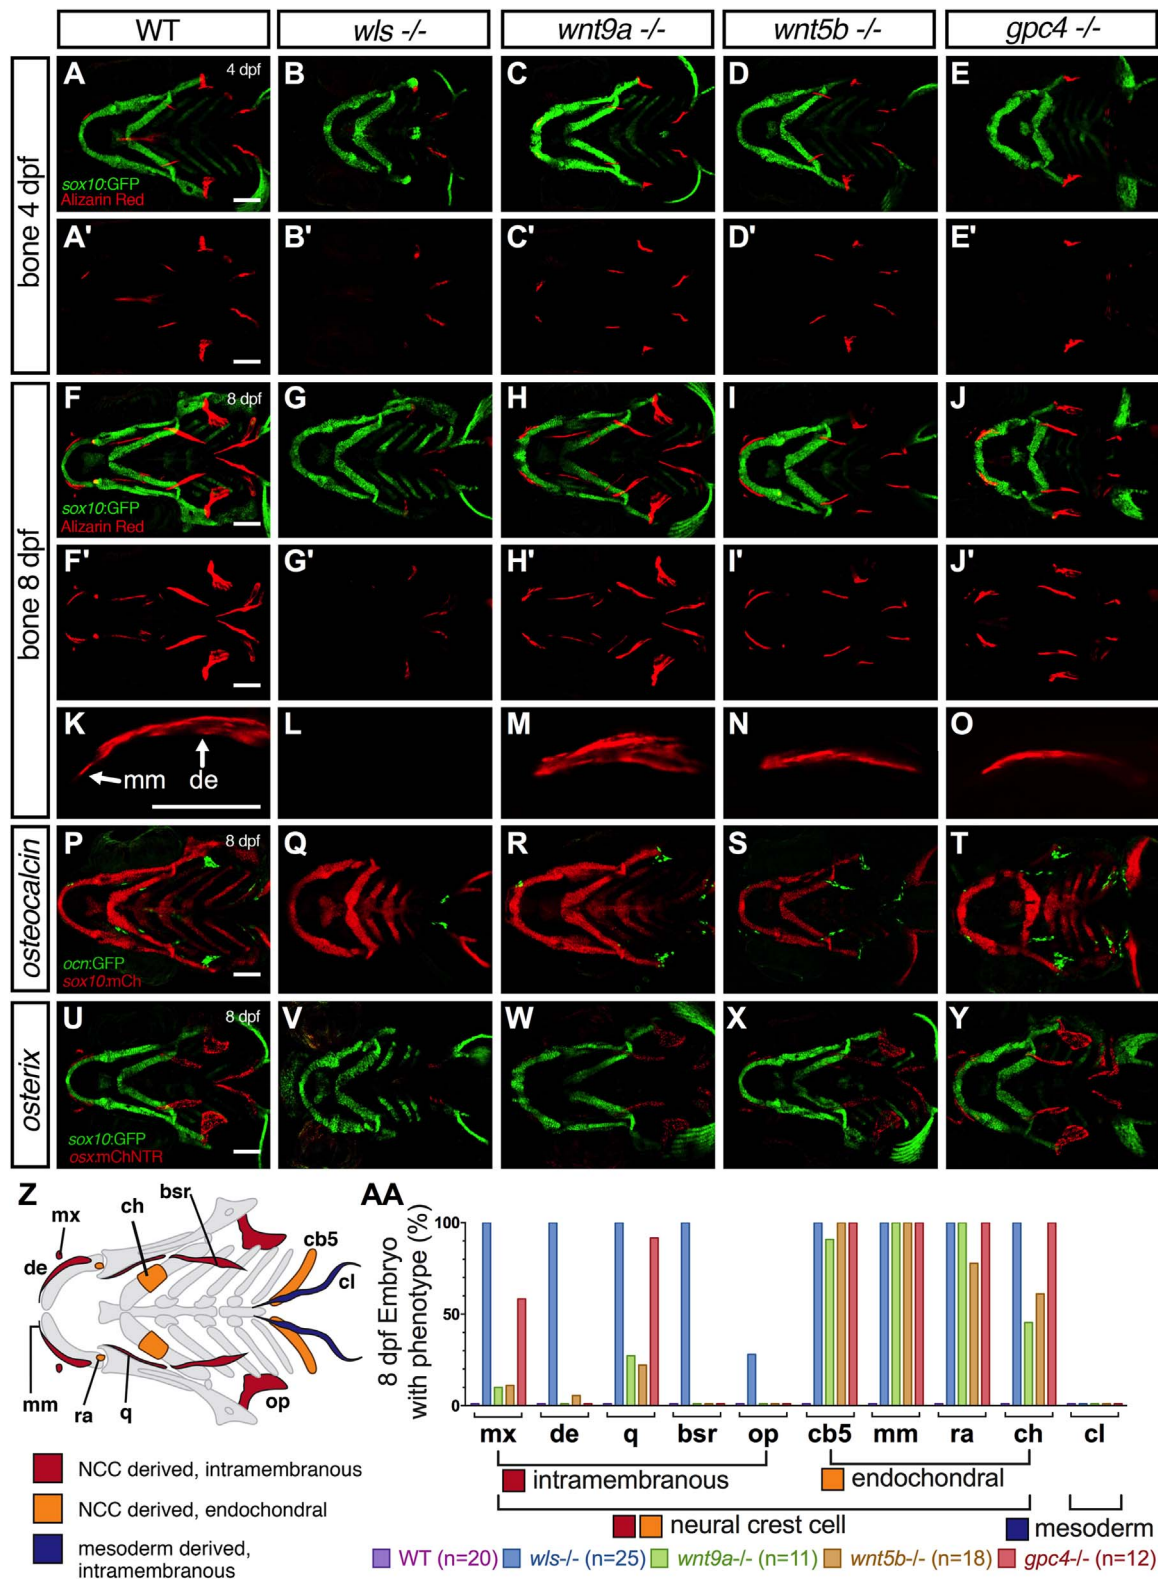 WT wls -/- wnt9a -/- wnt5b -/- gpc4 -/-
bone 4 dpf
A 4 dpf B C D E
sox10:GFP
Alizarin Red
A' B' C' D' E'
bone 8 dpf
F 8 dpf G H I J
sox10:GFP
Alizarin Red
F' G' H' I' J'
K L M N O
mm de
osteocalcin
P 8 dpf Q R S T
ocn:GFP
sox10:mCh
osterix
U 8 dpf V W X Y
sox10:GFP
osx:mChNTR
Z
bsr
ch
mx
cb5
de
cl
mm
ra
q
op
NCC derived, intramembranous
NCC derived, endochondral
mesoderm derived,
intramembranous
AA
8 dpf Embryo
with phenotype (%)
100
50
0
mx de q bsr op cb5 mm ra ch cl
intramembranous endochondral
neural crest cell mesoderm
WT (n=20) wls-/- (n=25) wnt9a-/- (n=11) wnt5b-/- (n=18) gpc4-/- (n=12)